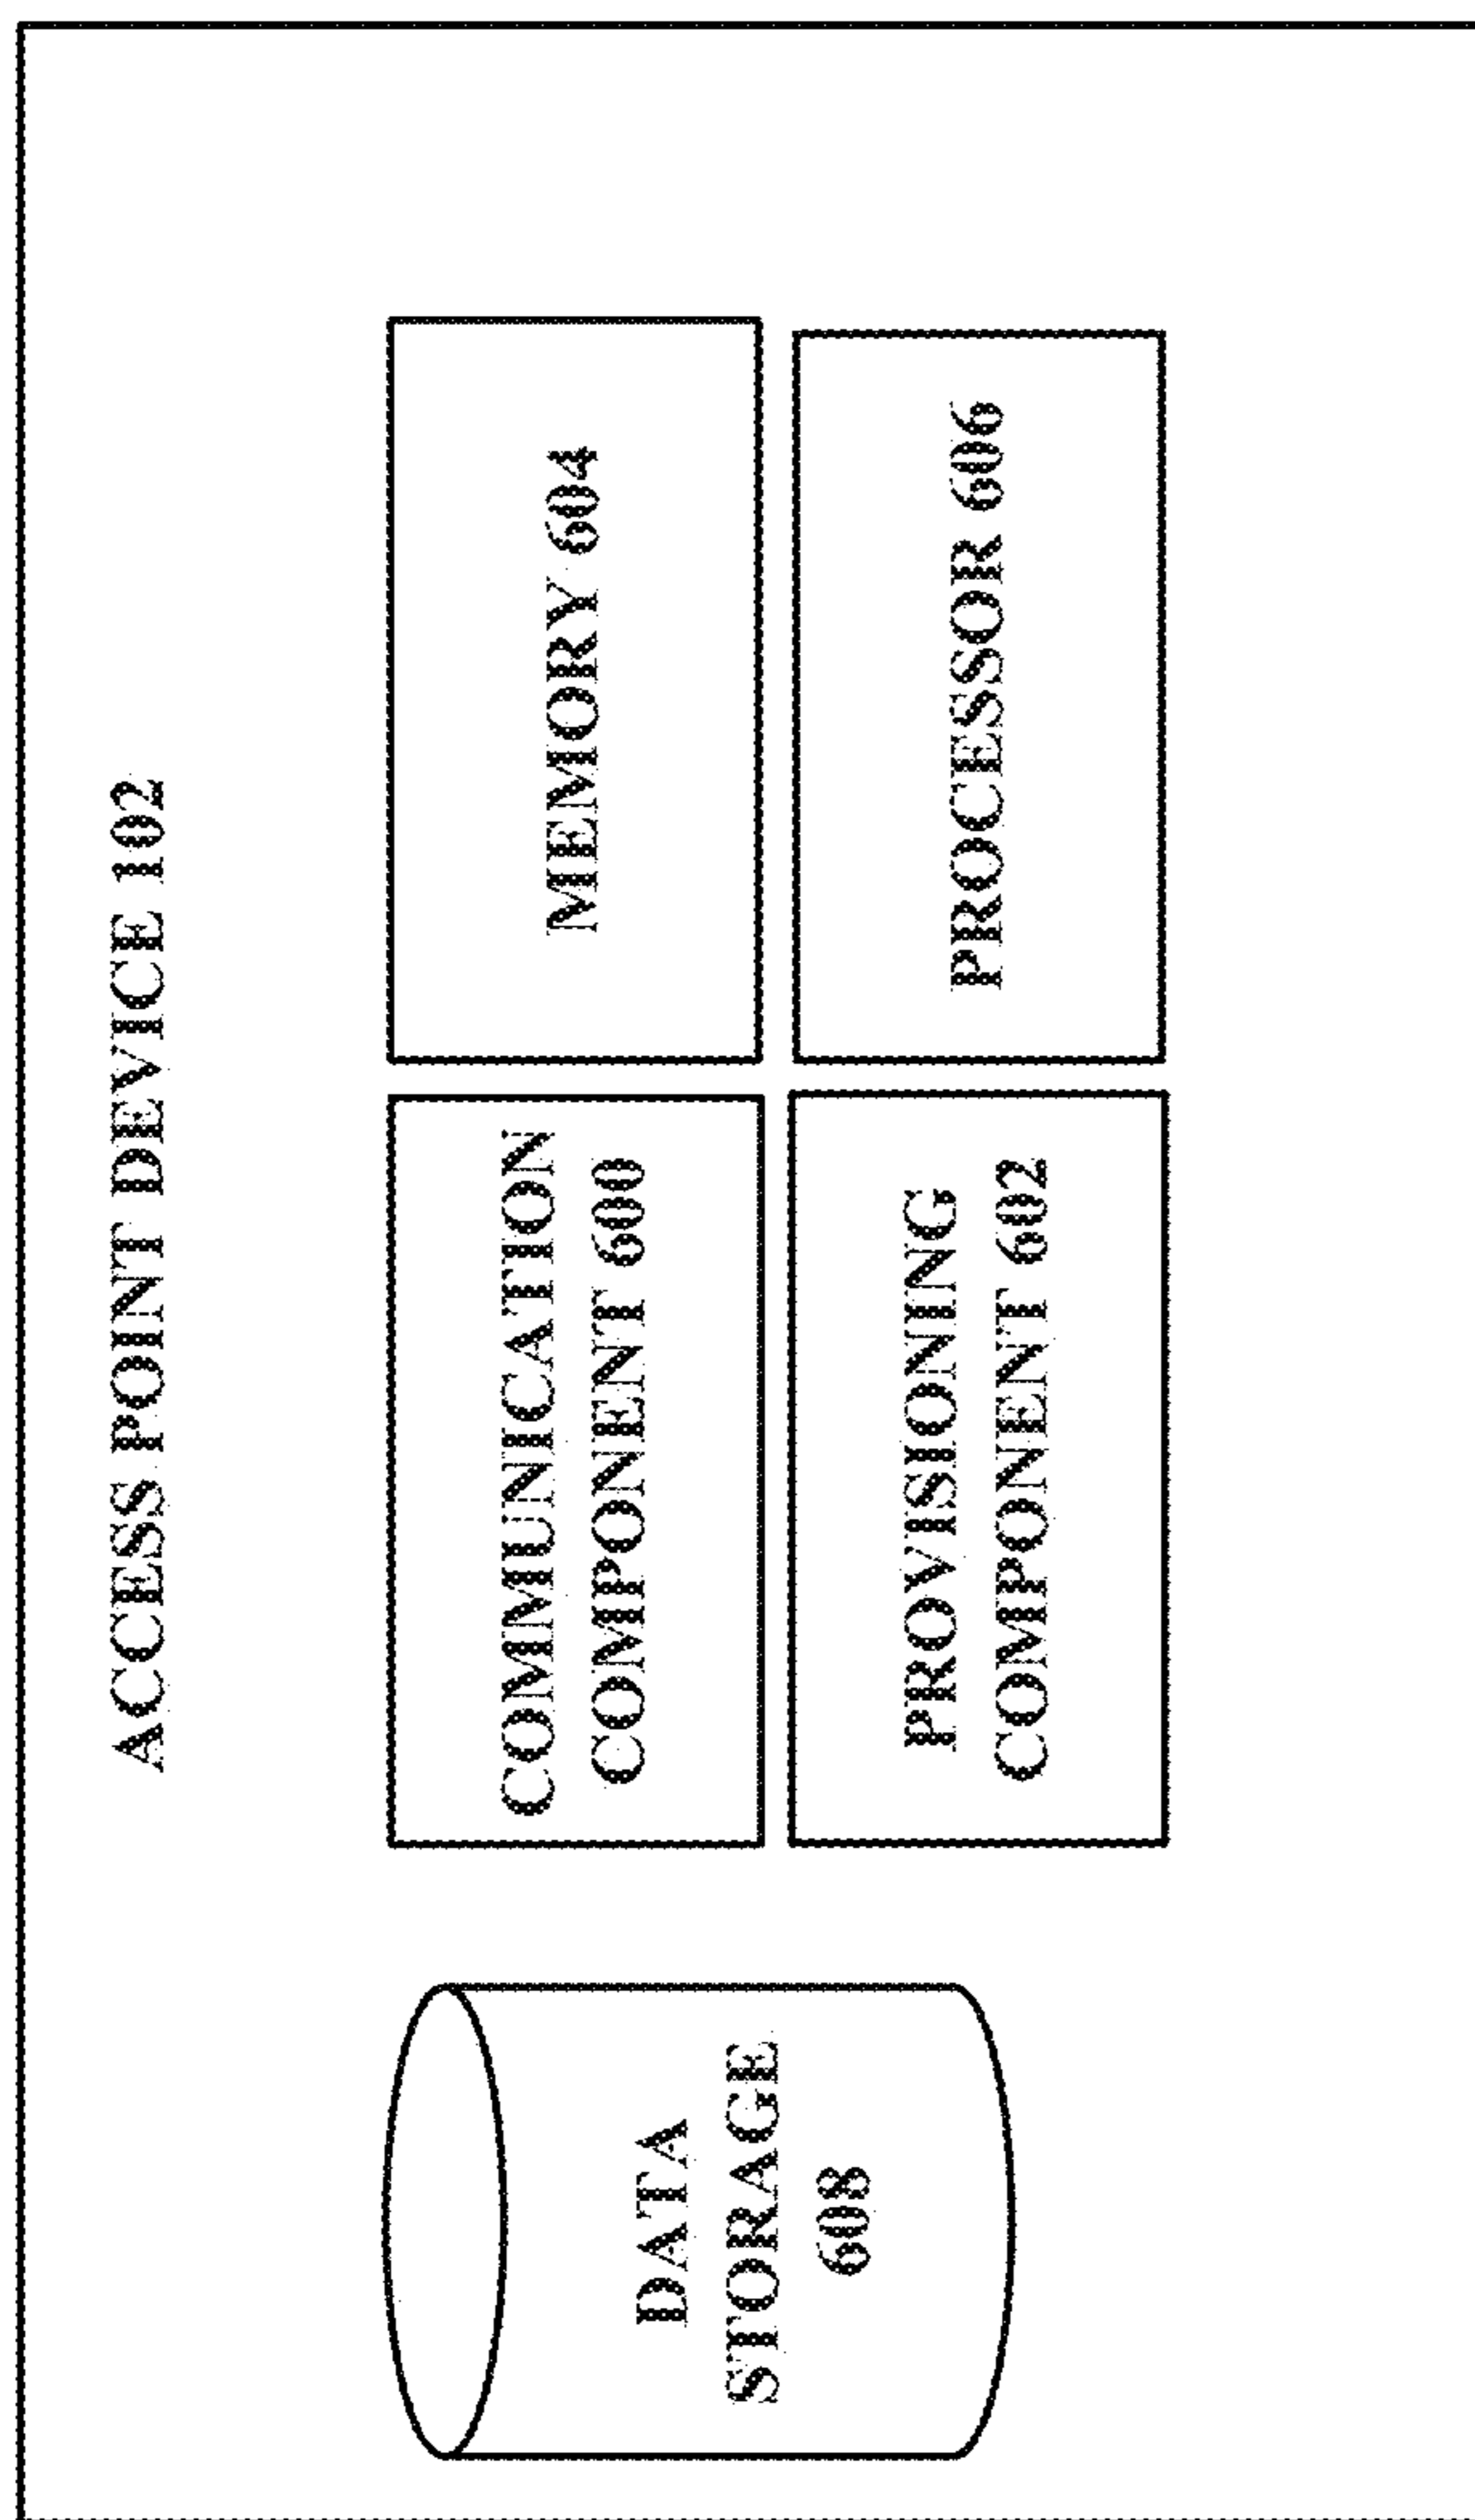 ACCESS POINT DEVICE 102
DATA
STORAGE
608
COMMUNICATION
COMPONENT 600
MEMORY 604
PROVISIONING
COMPONENT 602
PROCESSOR 606